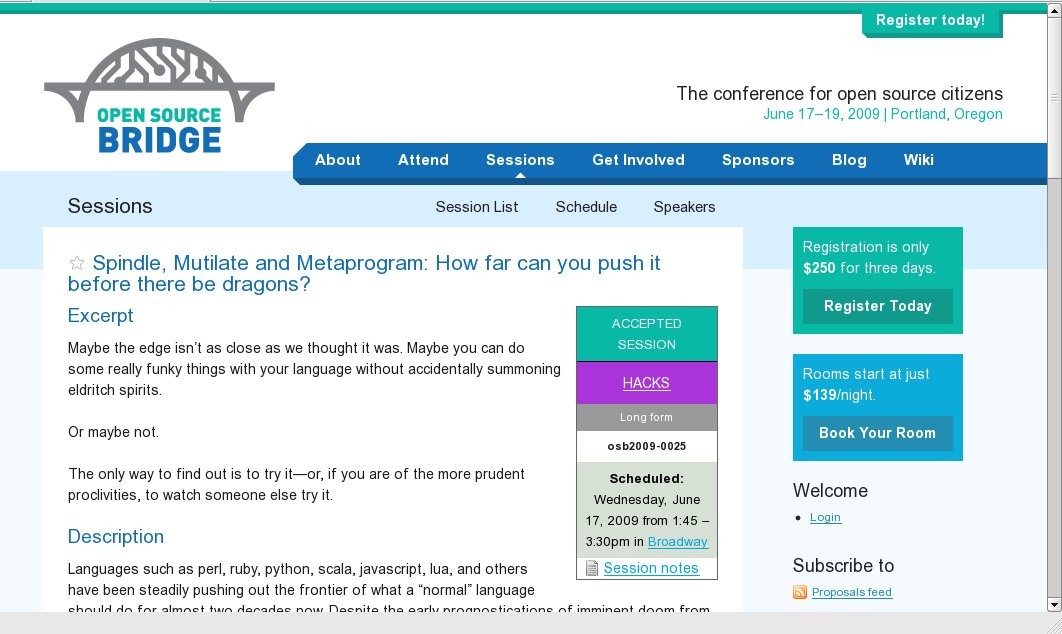 Register today!
OPEN SOURCE
BRIDGE
The conference for open source citizens
June 17–19, 2009 | Portland, Oregon
About Attend Sessions Get Involved Sponsors Blog Wiki
Sessions
Session List Schedule Speakers
Spindle, Mutilate and Metaprogram: How far can you push it
before there be dragons?
Excerpt
Maybe the edge isn’t as close as we thought it was. Maybe you can do
some really funky things with your language without accidentally summoning
eldritch spirits.
Or maybe not.
The only way to find out is to try it—or, if you are of the more prudent
proclivities, to watch someone else try it.
Description
Languages such as perl, ruby, python, scala, javascript, lua, and others
have been steadily pushing out the frontier of what a “normal” language
should do for almost two decades now. Despite the early prognostications of imminent doom from
ACCEPTED
SESSION
HACKS
Long form
osb2009-0025
Scheduled:
Wednesday, June
17, 2009 from 1:45 –
3:30pm in Broadway
Session notes
Registration is only
$250 for three days.
Register Today
Rooms start at just
$139/night.
Book Your Room
Welcome
Login
Subscribe to
Proposals feed